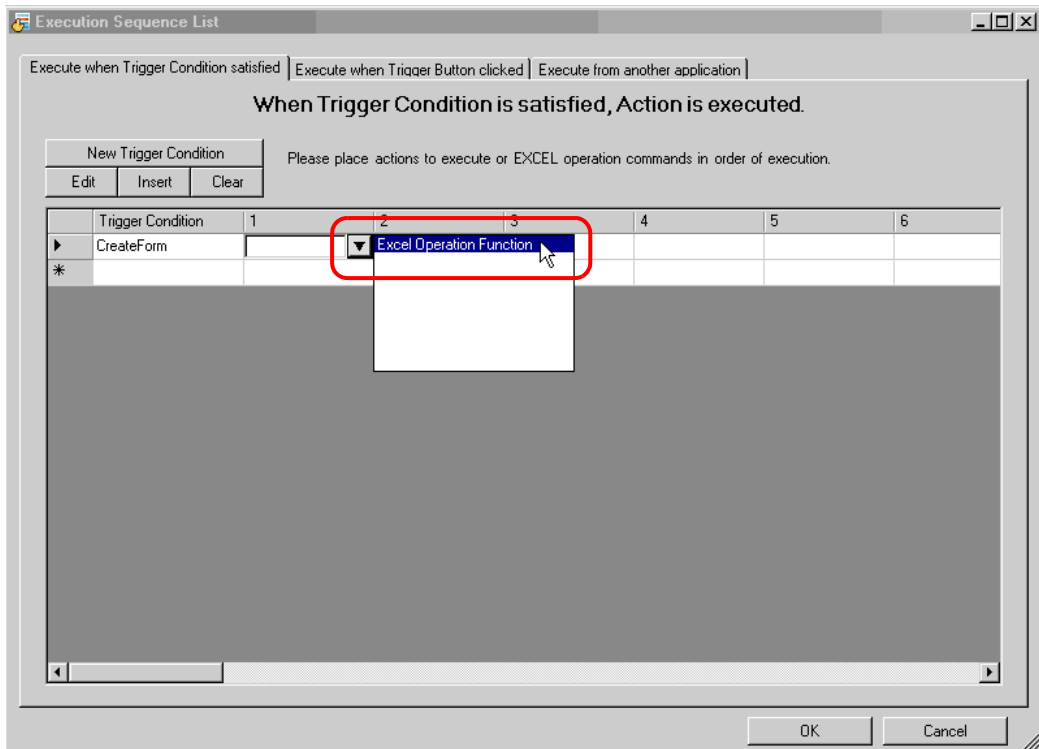 Execution Sequence List
Execute when Trigger Condition satisfied Execute when Trigger Button clicked Execute from another application
When Trigger Condition is satisfied, Action is executed.
New Trigger Condition
Please place actions to execute or EXCEL operation commands in order of execution.
Edit Insert Clear
Trigger Condition 1 2 3 4 5 6
CreateForm Excel Operation Function
OK Cancel